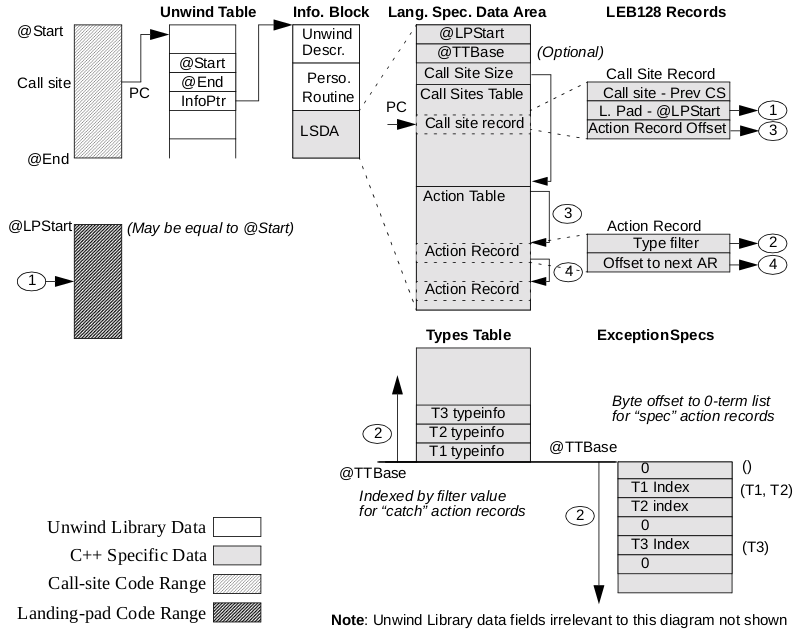 Unwind Table
Info. Block
Lang. Spec. Data Area
LEB128 Records
@Start
Call site
@End
PC
@Start
@End
InfoPtr
Unwind
Descr.
Perso.
Routine
LSDA
@LPStart
@TTBase
(Optional)
Call Site Size
Call Sites Table
PC
Call site record
Action Table
3
Action Record
4
Action Record
Call Site Record
Call site - Prev CS
L. Pad - @LPStart
1
Action Record Offset
3
Action Record
Type filter
2
Offset to next AR
4
@LPStart
(May be equal to @Start)
1
Types Table
ExceptionSpecs
T3 typeinfo
T2 typeinfo
T1 typeinfo
2
@TTBase
Indexed by filter value
for “catch” action records
Byte offset to 0-term list
for “spec” action records
@TTBase
2
0
()
T1 Index
(T1, T2)
T2 index
0
T3 Index
(T3)
0
Unwind Library Data
C++ Specific Data
Call-site Code Range
Landing-pad Code Range
Note: Unwind Library data fields irrelevant to this diagram not shown